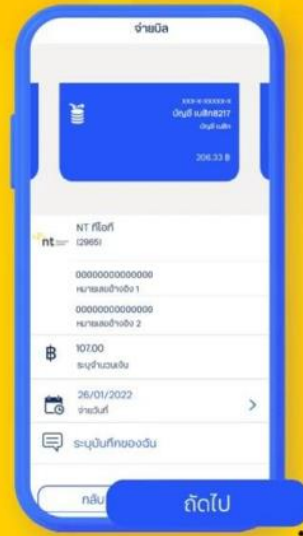 จ่ายบิล
xxx-x-xxxxx-x
บัญชี เบสิก8217
บัญชี เบสิก
206.33 ฿
nt
NT ทีโอที
(2965)
00000000000000
หมายเลขอ้างอิง 1
00000000000000
หมายเลขอ้างอิง 2
฿ 107.00
ระบุจำนวนเงิน
26/01/2022
จ่ายวันที่
ระบุบันทึกของฉัน
กลับ
ถัดไป